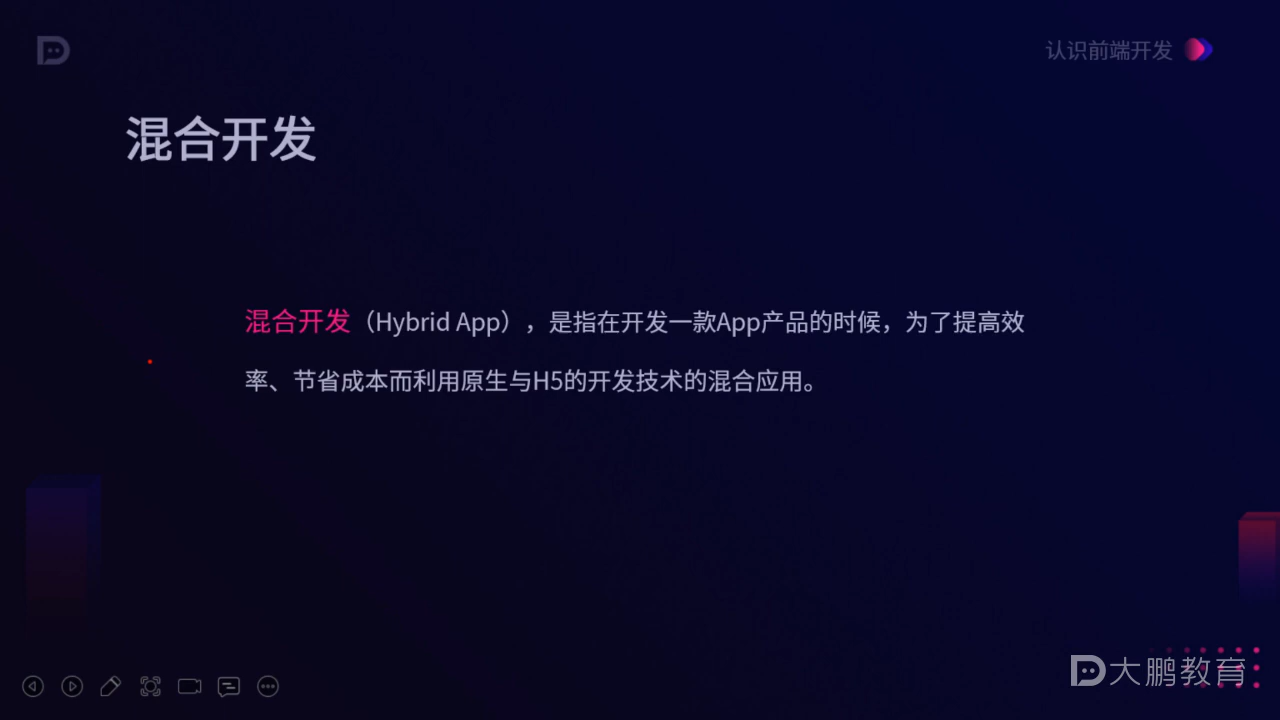 认识前端开发
混合开发
混合开发（Hybrid App），是指在开发一款App产品的时候，为了提高效
率、节省成本而利用原生与H5的开发技术的混合应用。
大鹏教育